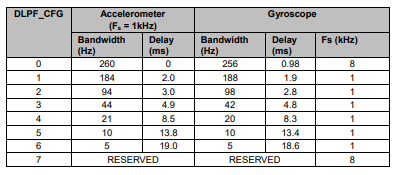 DLPF_CFG Accelerometer (Fs = 1kHz) Gyroscope
Bandwidth (Hz) Delay (ms) Bandwidth (Hz) Delay (ms) Fs (kHz)
0 260 0 256 0.98 8
1 184 2.0 188 1.9 1
2 94 3.0 98 2.8 1
3 44 4.9 42 4.8 1
4 21 8.5 20 8.3 1
5 10 13.8 10 13.4 1
6 5 19.0 5 18.6 1
7 RESERVED RESERVED 8